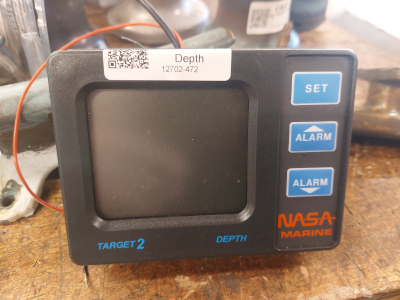 Depth
12702-472
SET
ALARM
ALARM
NASA
MARINE
TARGET 2
DEPTH